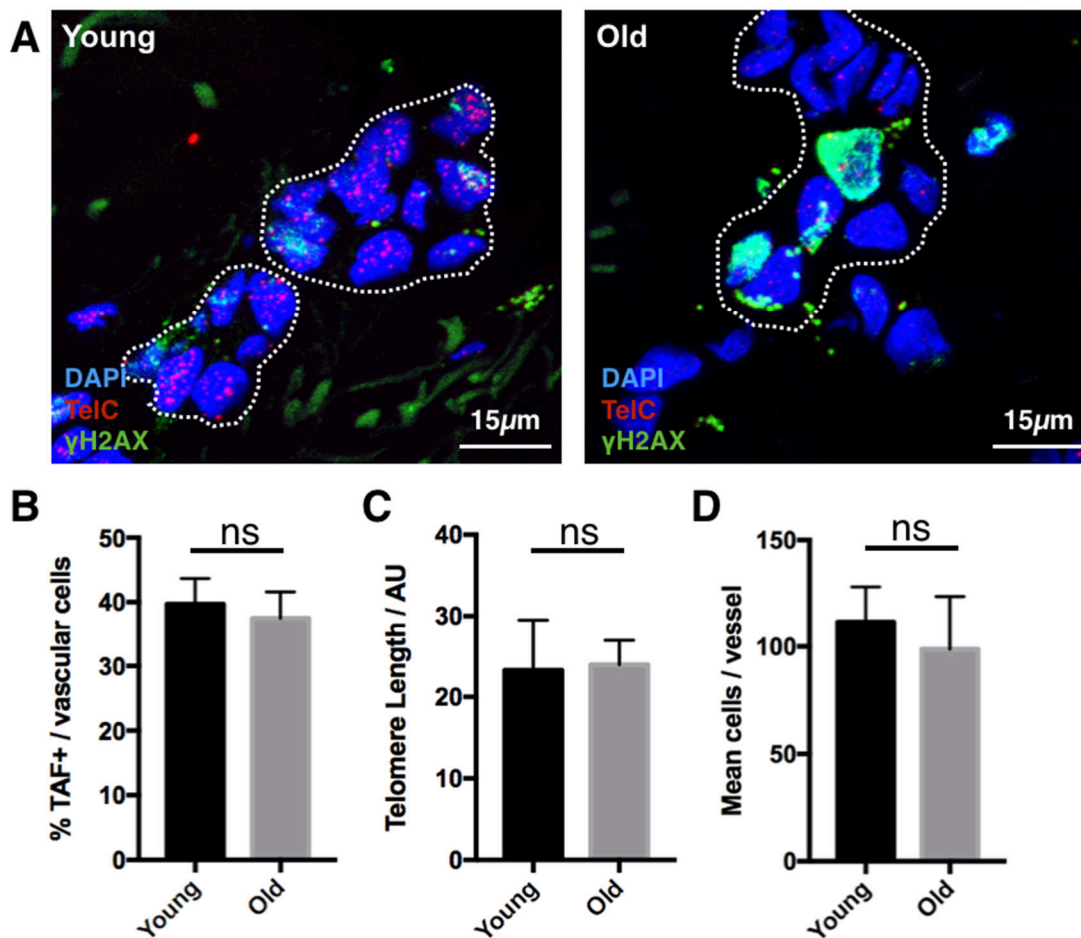 A
Young
DAPI
TelC
γH2AX
15µm
Old
DAPI
TelC
γH2AX
15µm
B
ns
% TAF+ / vascular cells
50
40
30
20
10
0
Young
Old
C
ns
Telomere Length / AU
40
30
20
10
0
Young
Old
D
ns
Mean cells / vessel
150
100
50
0
Young
Old